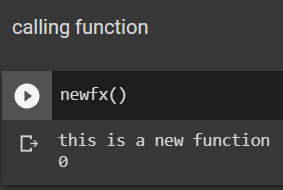 calling function
newfx()
this is a new function
0